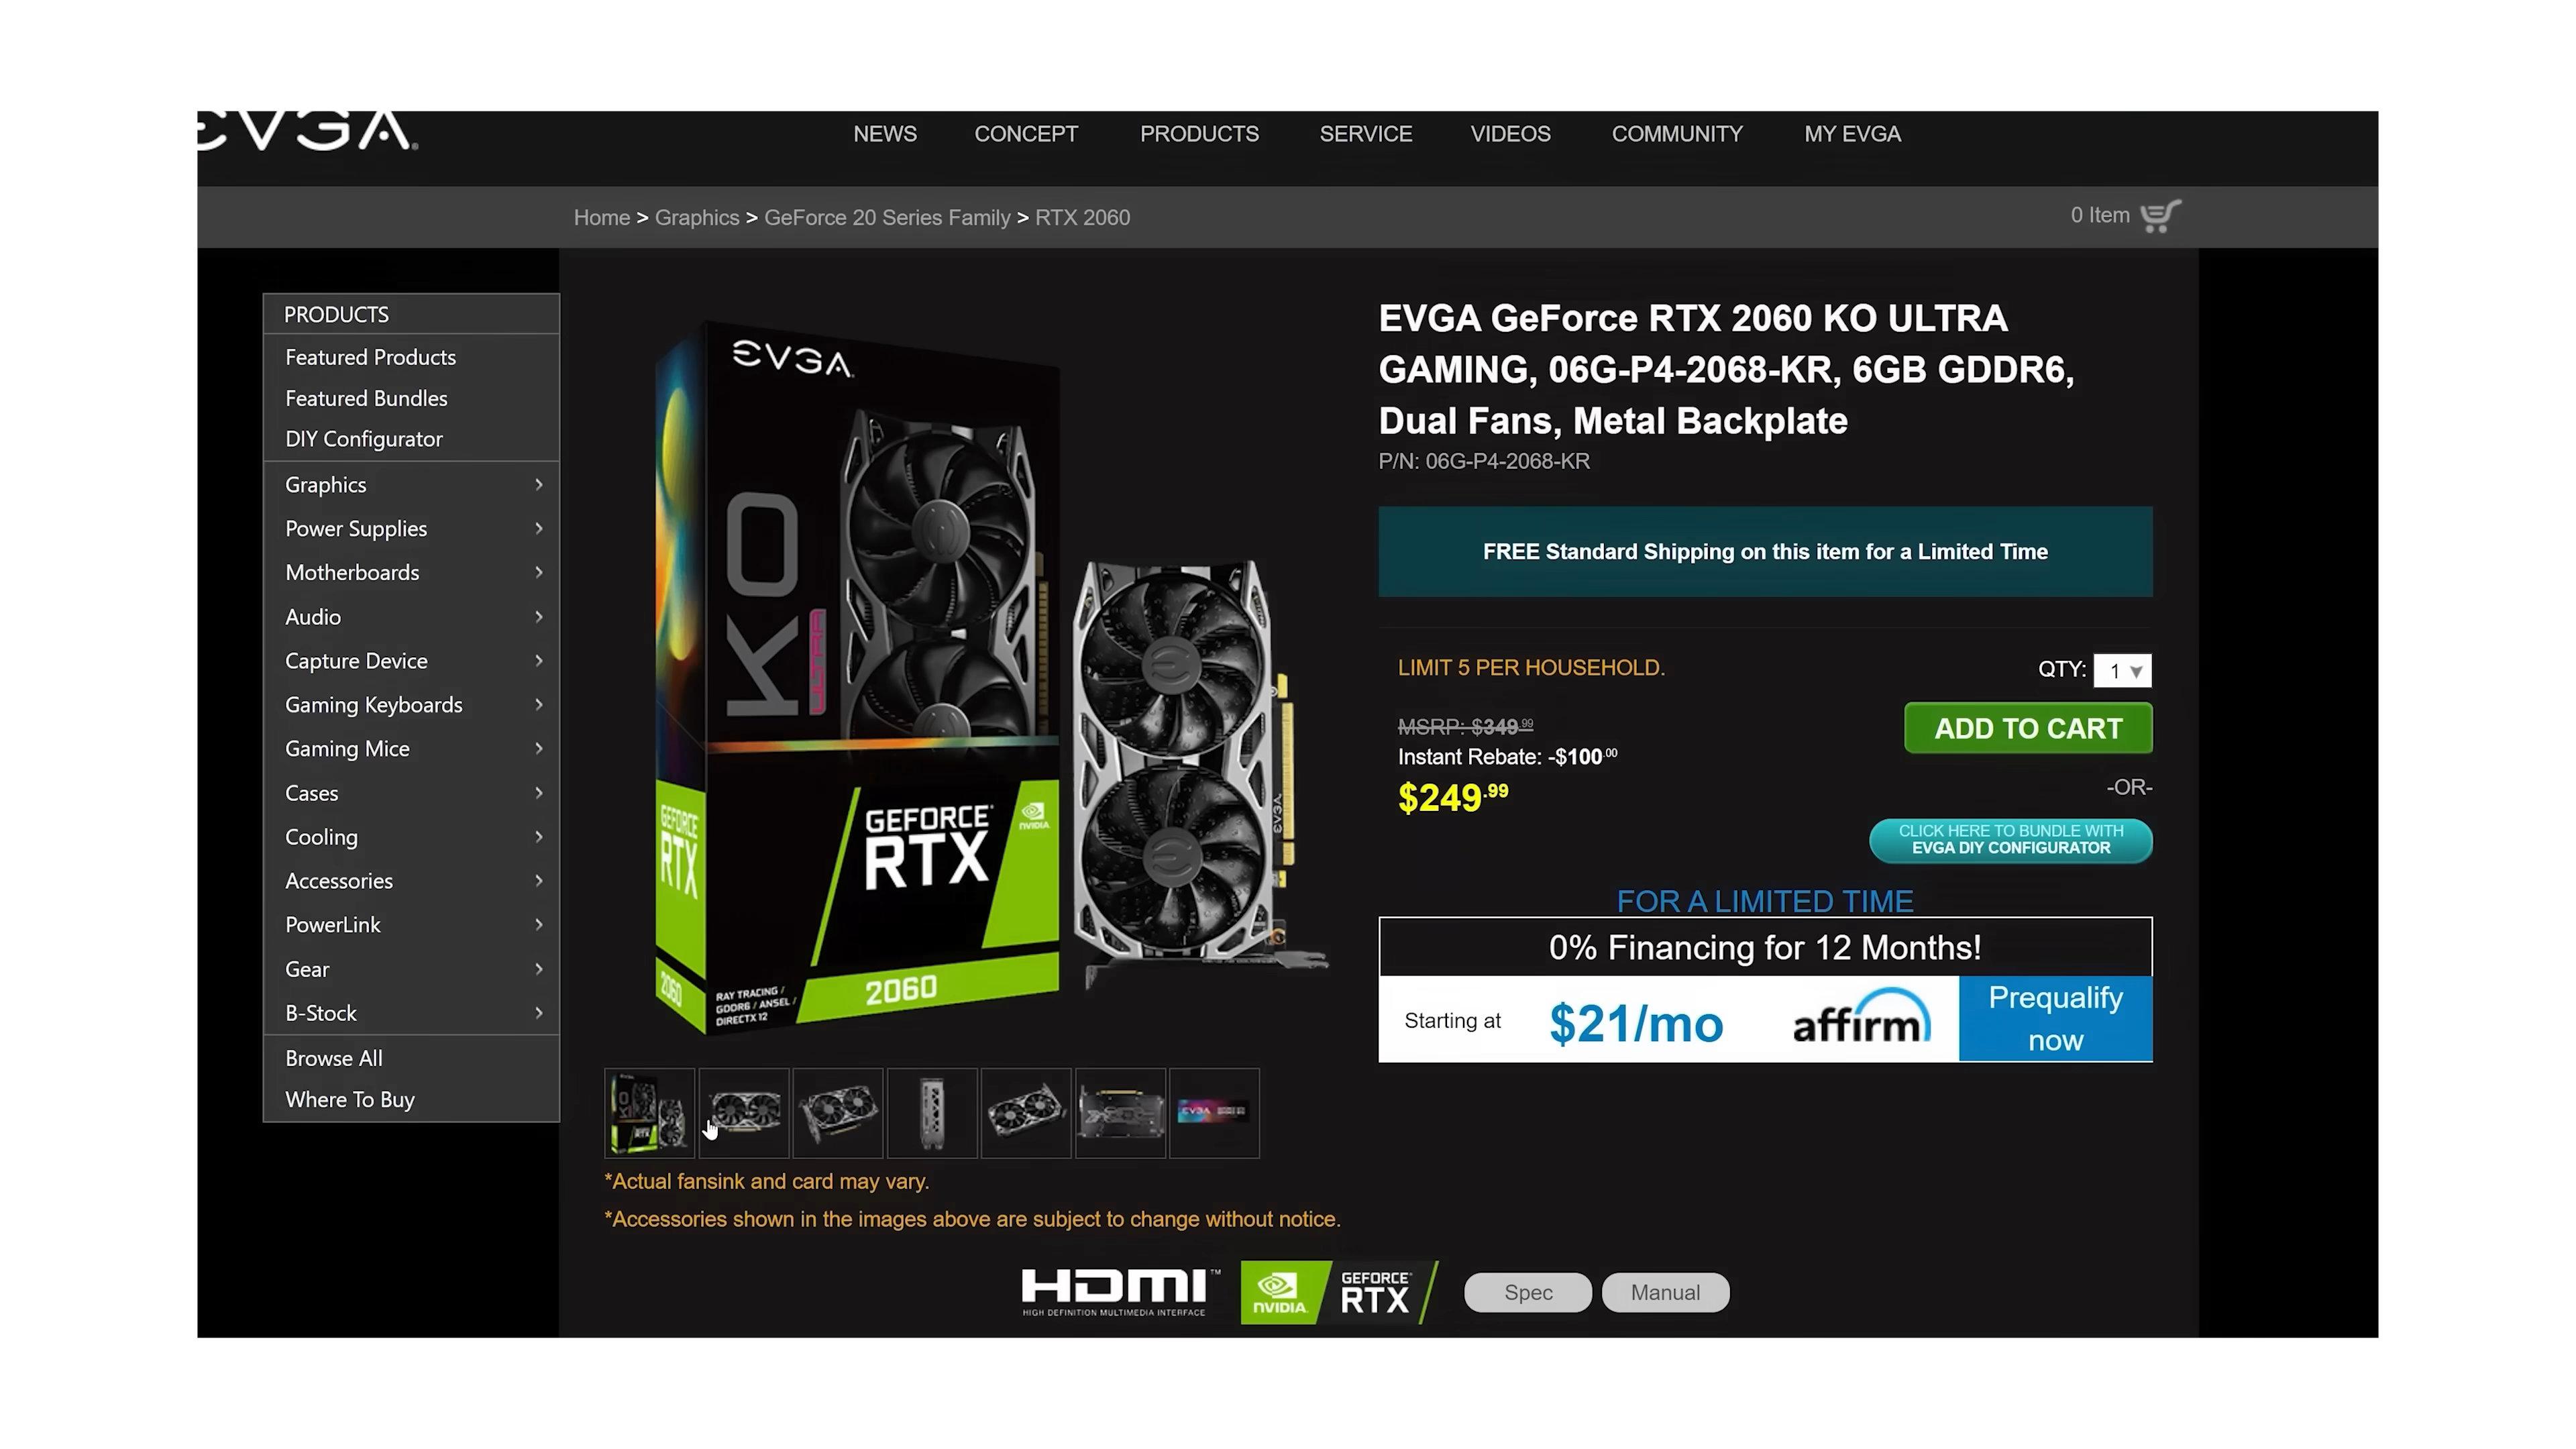 EVGA
NEWS CONCEPT PRODUCTS SERVICE VIDEOS COMMUNITY MY EVGA
Home > Graphics > GeForce 20 Series Family > RTX 2060
0 Item
PRODUCTS
Featured Products
Featured Bundles
DIY Configurator
Graphics
Power Supplies
Motherboards
Audio
Capture Device
Gaming Keyboards
Gaming Mice
Cases
Cooling
Accessories
PowerLink
Gear
B-Stock
Browse All
Where To Buy
EVGA
KO
ULTRA
GEFORCE
RTX
2060
GEFORCE
RTX
NVIDIA
2060
RAY TRACING /
GDDR6 / ANSEL /
DIRECTX 12
EVGA
*Actual fansink and card may vary.
*Accessories shown in the images above are subject to change without notice.
EVGA GeForce RTX 2060 KO ULTRA
GAMING, 06G-P4-2068-KR, 6GB GDDR6,
Dual Fans, Metal Backplate
P/N: 06G-P4-2068-KR
FREE Standard Shipping on this item for a Limited Time
LIMIT 5 PER HOUSEHOLD.
QTY: 1
MSRP: $349.99
Instant Rebate: -$100.00
$249.99
ADD TO CART
-OR-
CLICK HERE TO BUNDLE WITH
EVGA DIY CONFIGURATOR
FOR A LIMITED TIME
0% Financing for 12 Months!
Starting at $21/mo affirm
Prequalify
now
HDMI™
HIGH DEFINITION MULTIMEDIA INTERFACE
NVIDIA
GEFORCE
RTX
Spec
Manual